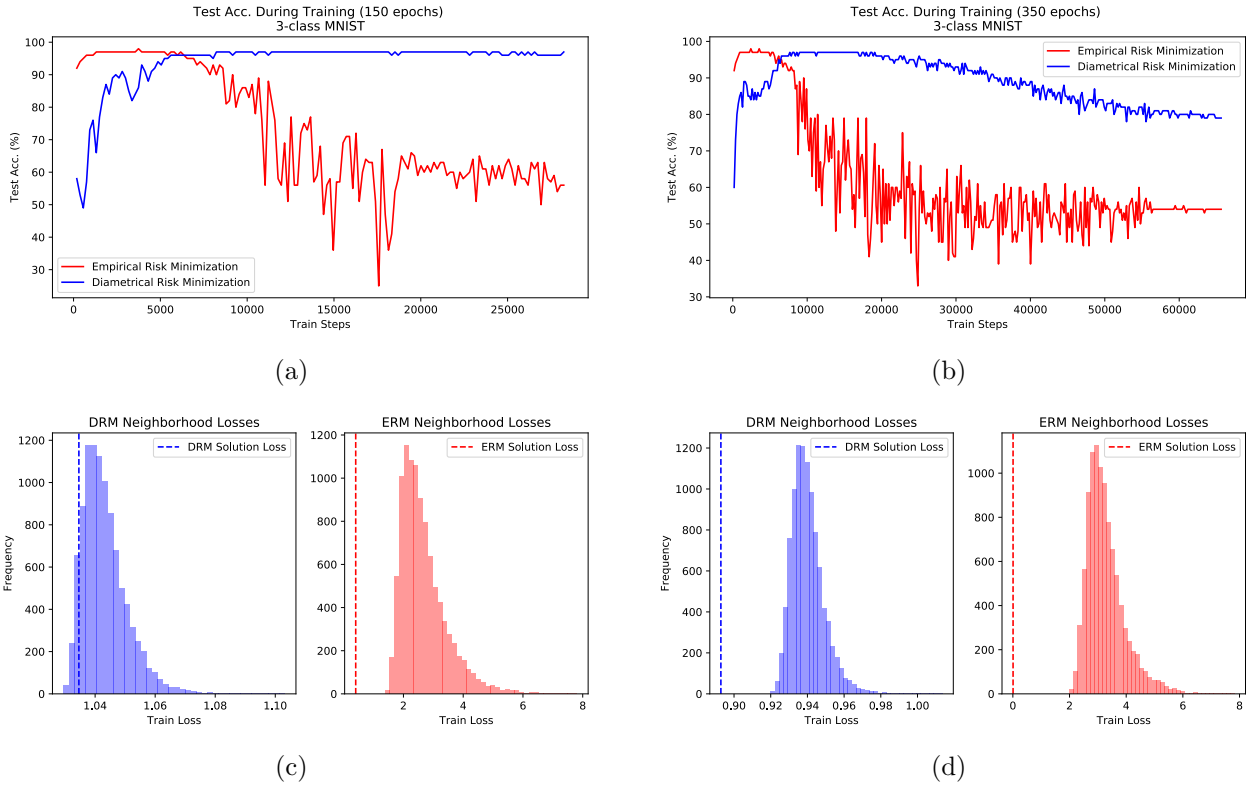 Test Acc. During Training (150 epochs)
3-class MNIST
Test Acc. (%)
100
90
80
70
60
50
40
30
Empirical Risk Minimization
Diametrical Risk Minimization
0 5000 10000 15000 20000 25000
Train Steps
(a)
Test Acc. During Training (350 epochs)
3-class MNIST
Test Acc. (%)
100
90
80
70
60
50
40
30
Empirical Risk Minimization
Diametrical Risk Minimization
0 10000 20000 30000 40000 50000 60000
Train Steps
(b)
DRM Neighborhood Losses
Frequency
1200
1000
800
600
400
200
0
DRM Solution Loss
1.04 1.06 1.08 1.10
Train Loss
ERM Neighborhood Losses
1200
1000
800
600
400
200
0
ERM Solution Loss
2 4 6 8
Train Loss
(c)
DRM Neighborhood Losses
Frequency
1200
1000
800
600
400
200
0
DRM Solution Loss
0.90 0.92 0.94 0.96 0.98 1.00
Train Loss
ERM Neighborhood Losses
1000
800
600
400
200
0
ERM Solution Loss
0 2 4 6 8
Train Loss
(d)